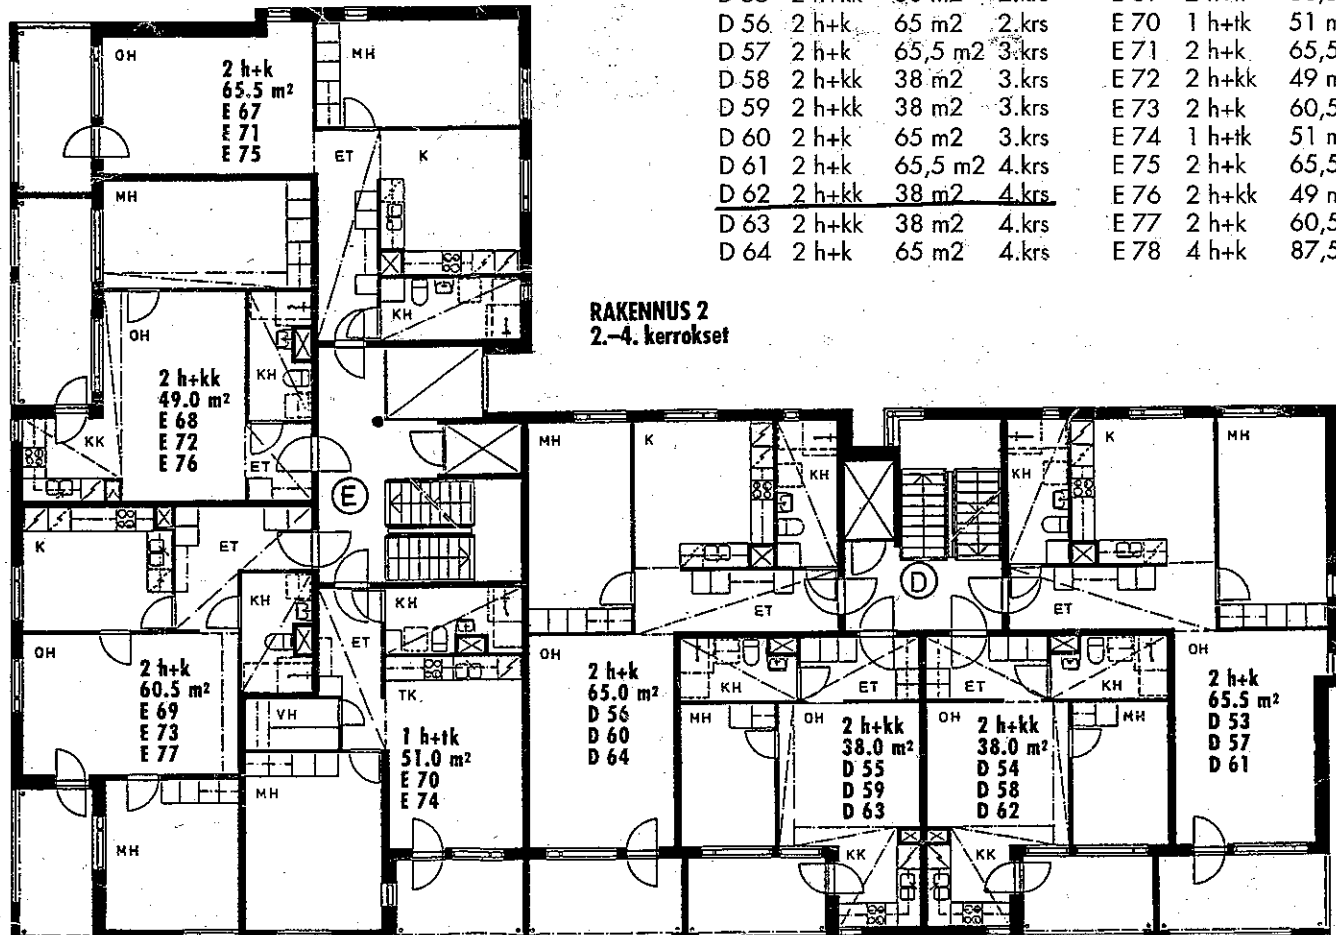 D 56 2 h+k 65 m2 2.krs E 70 1 h+tk 51 m
D 57 2 h+k 65,5 m2 3.krs E 71 2 h+k 65,5
D 58 2 h+kk 38 m2 3.krs E 72 2 h+kk 49 m
D 59 2 h+kk 38 m2 3.krs E 73 2 h+k 60,5
D 60 2 h+k 65 m2 3.krs E 74 1 h+tk 51 m
D 61 2 h+k 65,5 m2 4.krs E 75 2 h+k 65,5
D 62 2 h+kk 38 m2 4.krs E 76 2 h+kk 49 m
D 63 2 h+kk 38 m2 4.krs E 77 2 h+k 60,5
D 64 2 h+k 65 m2 4.krs E 78 4 h+k 87,5
RAKENNUS 2
2.–4. kerrokset
OH
MH
2 h+k
65.5 m²
E 67
E 71
E 75
ET
K
KH
MH
OH
KH
2 h+kk
49.0 m²
E 68
E 72
E 76
KK
ET
E
K
ET
KH
OH
2 h+k
60.5 m²
E 69
E 73
E 77
VH
MH
MH
KH
ET
TK
1 h+tk
51.0 m²
E 70
E 74
MH
K
KH
ET
OH
2 h+k
65.0 m²
D 56
D 60
D 64
KH
ET
MH
OH
2 h+kk
38.0 m²
D 55
D 59
D 63
KK
D
ET
KH
OH
MH
2 h+kk
38.0 m²
D 54
D 58
D 62
KK
KH
K
MH
ET
OH
2 h+k
65.5 m²
D 53
D 57
D 61